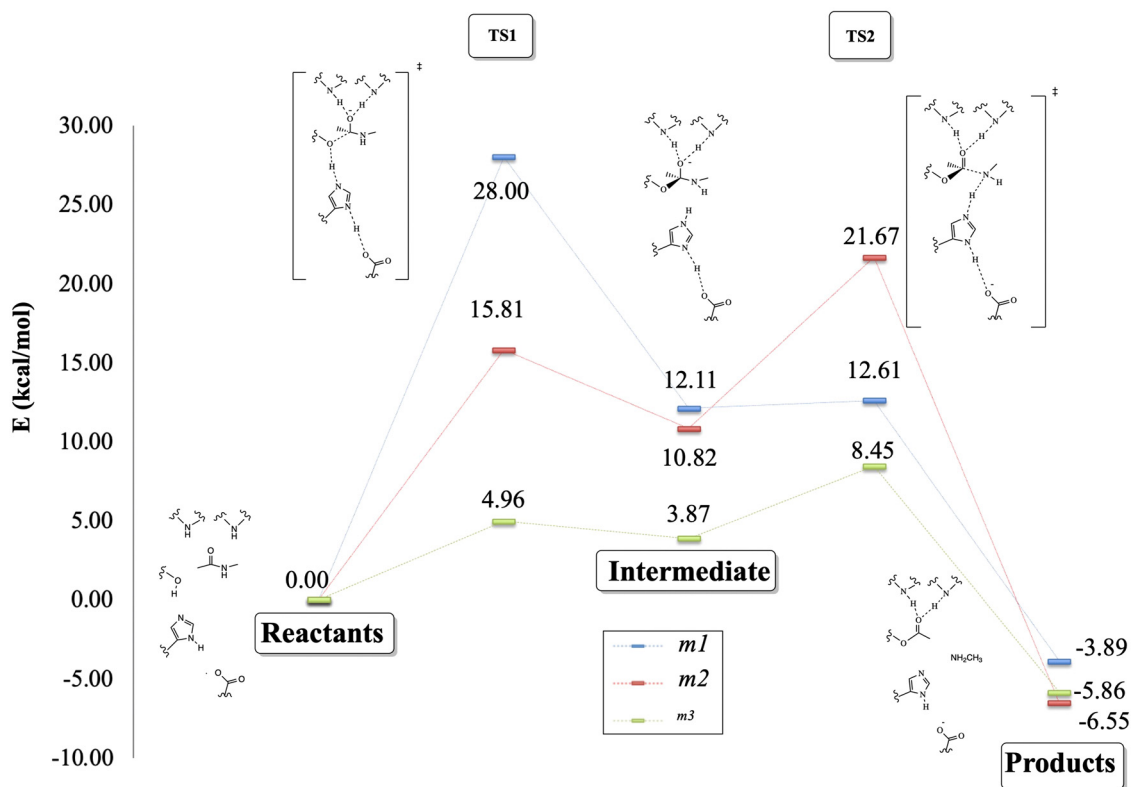 TS1
TS2
‡
‡
30.00
25.00
20.00
15.00
10.00
5.00
0.00
-5.00
-10.00
E (kcal/mol)
28.00
21.67
15.81
12.11
12.61
10.82
8.45
4.96
3.87
0.00
-3.89
-5.86
-6.55
Reactants
Intermediate
Products
m1
m2
m3
N
N
H
H
O
-
O
N
H
H
N
N
H
O
O
N
N
H
H
O
-
O
N
H
H
N
N
H
O
O
N
N
H
H
O
O
N
H
H
N
N
H
O
-
O
N
H
N
H
O
N
H
O
H
N
N
H
O
-
O
N
N
H
H
O
O
NH2CH3
N
N
H
O
-
O